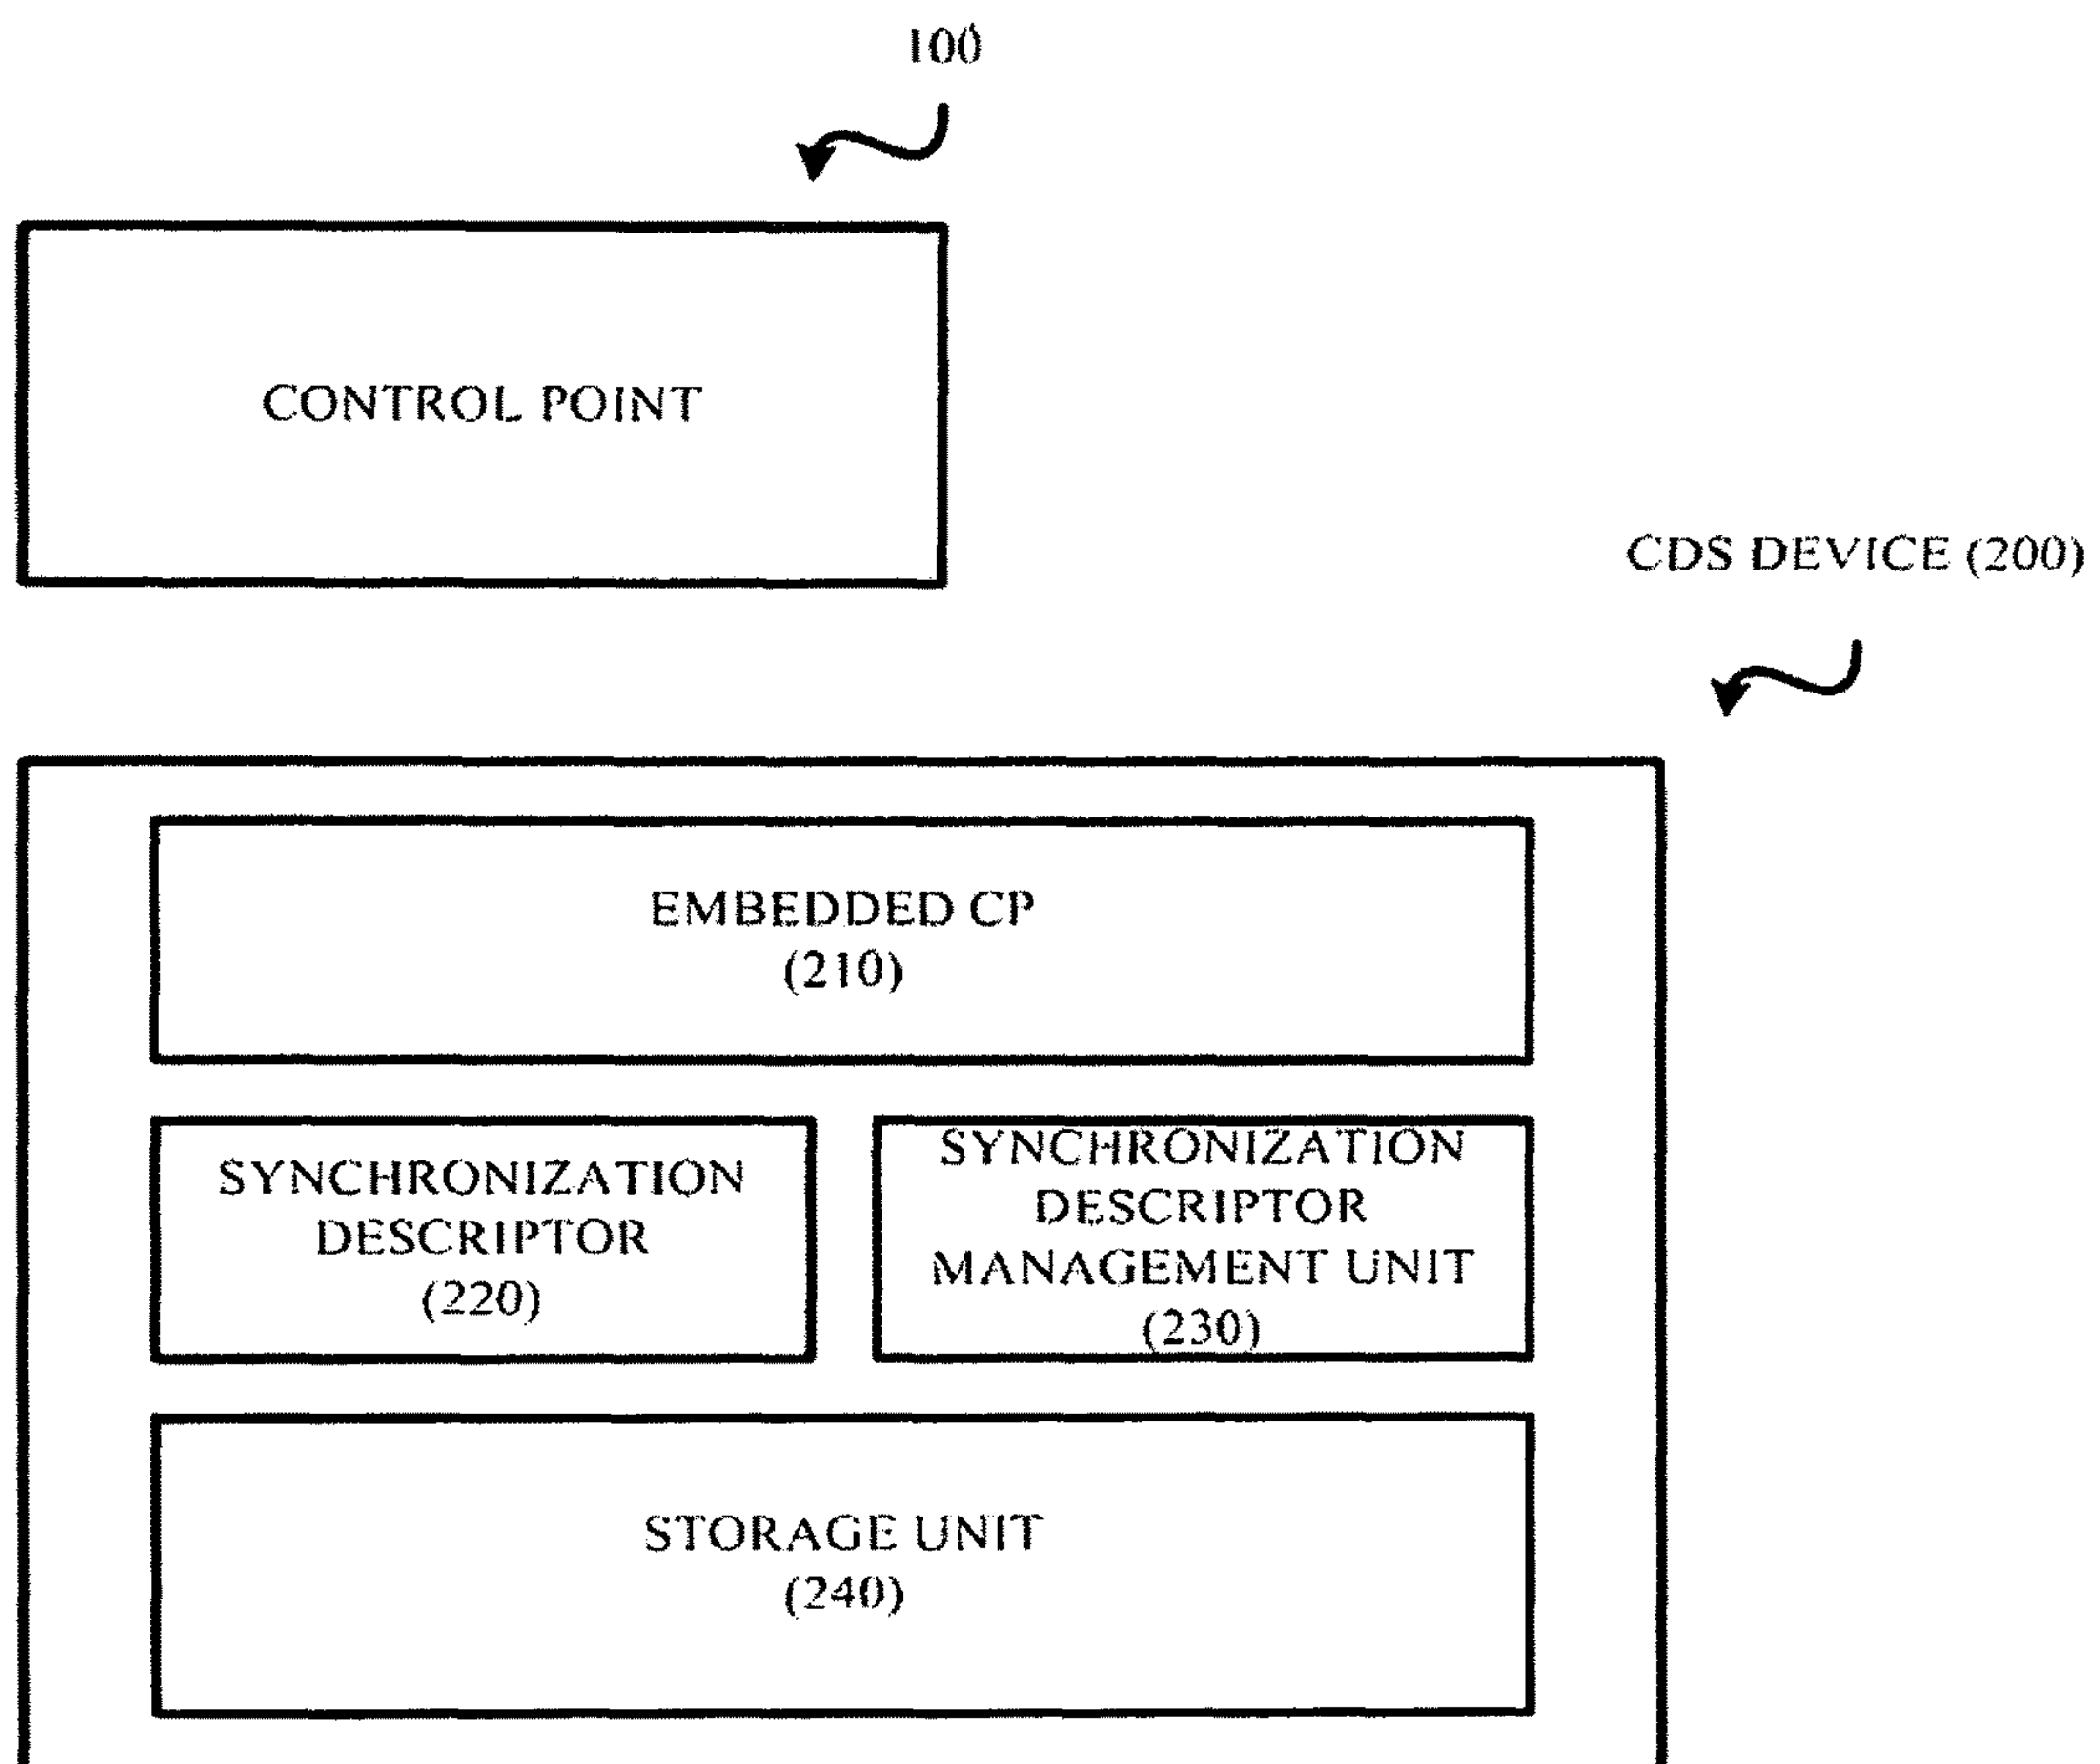 100
CONTROL POINT
CDS DEVICE (200)
EMBEDDED CP
(210)
SYNCHRONIZATION
DESCRIPTOR
(220)
SYNCHRONIZATION
DESCRIPTOR
MANAGEMENT UNIT
(230)
STORAGE UNIT
(240)